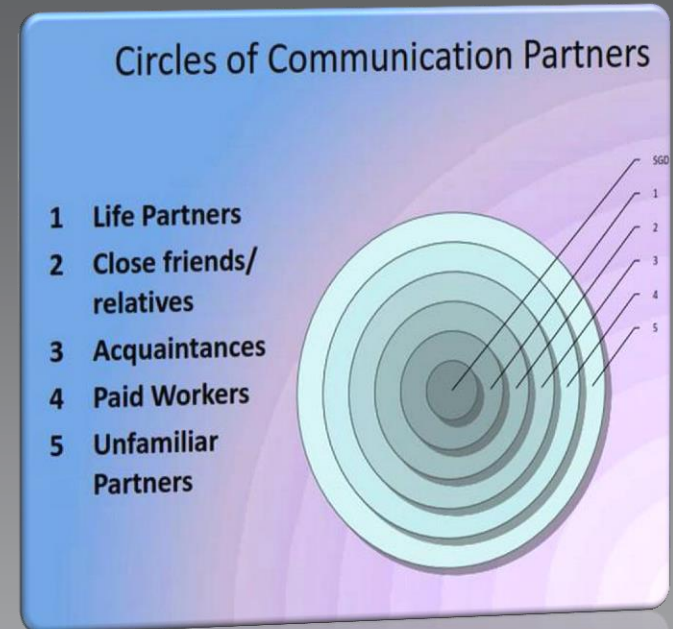 Circles of Communication Partners
1 Life Partners
2 Close friends/
relatives
3 Acquaintances
4 Paid Workers
5 Unfamiliar
Partners
SGD
1
2
3
4
5